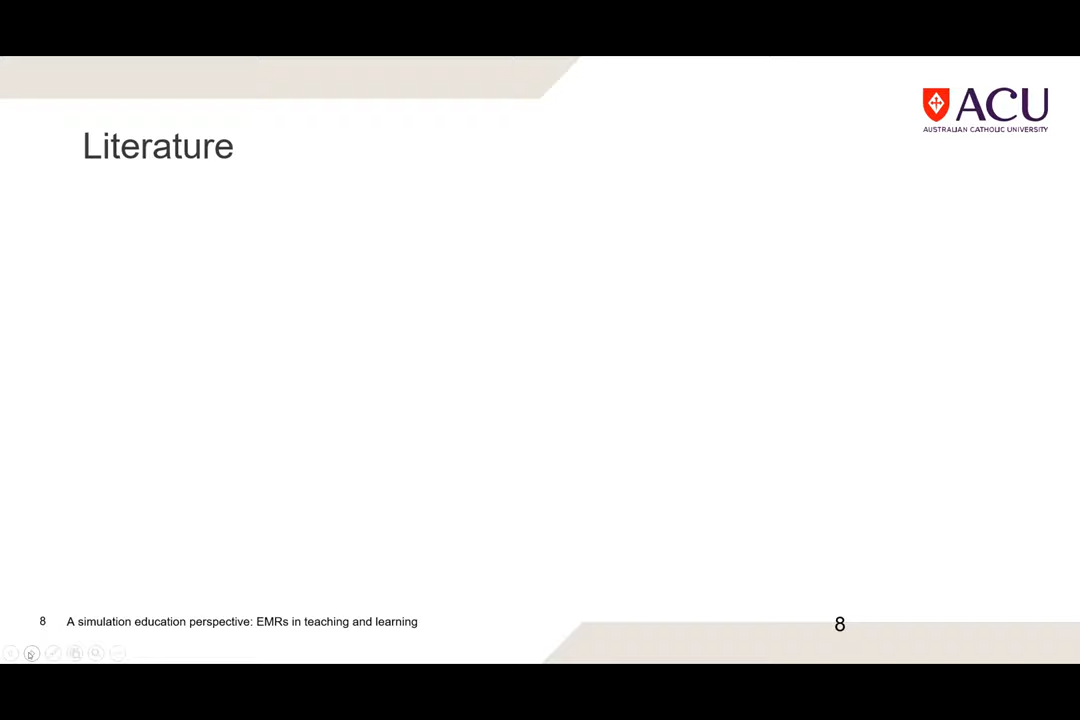 ACU
AUSTRALIAN CATHOLIC UNIVERSITY
Literature
8 A simulation education perspective: EMRs in teaching and learning
8